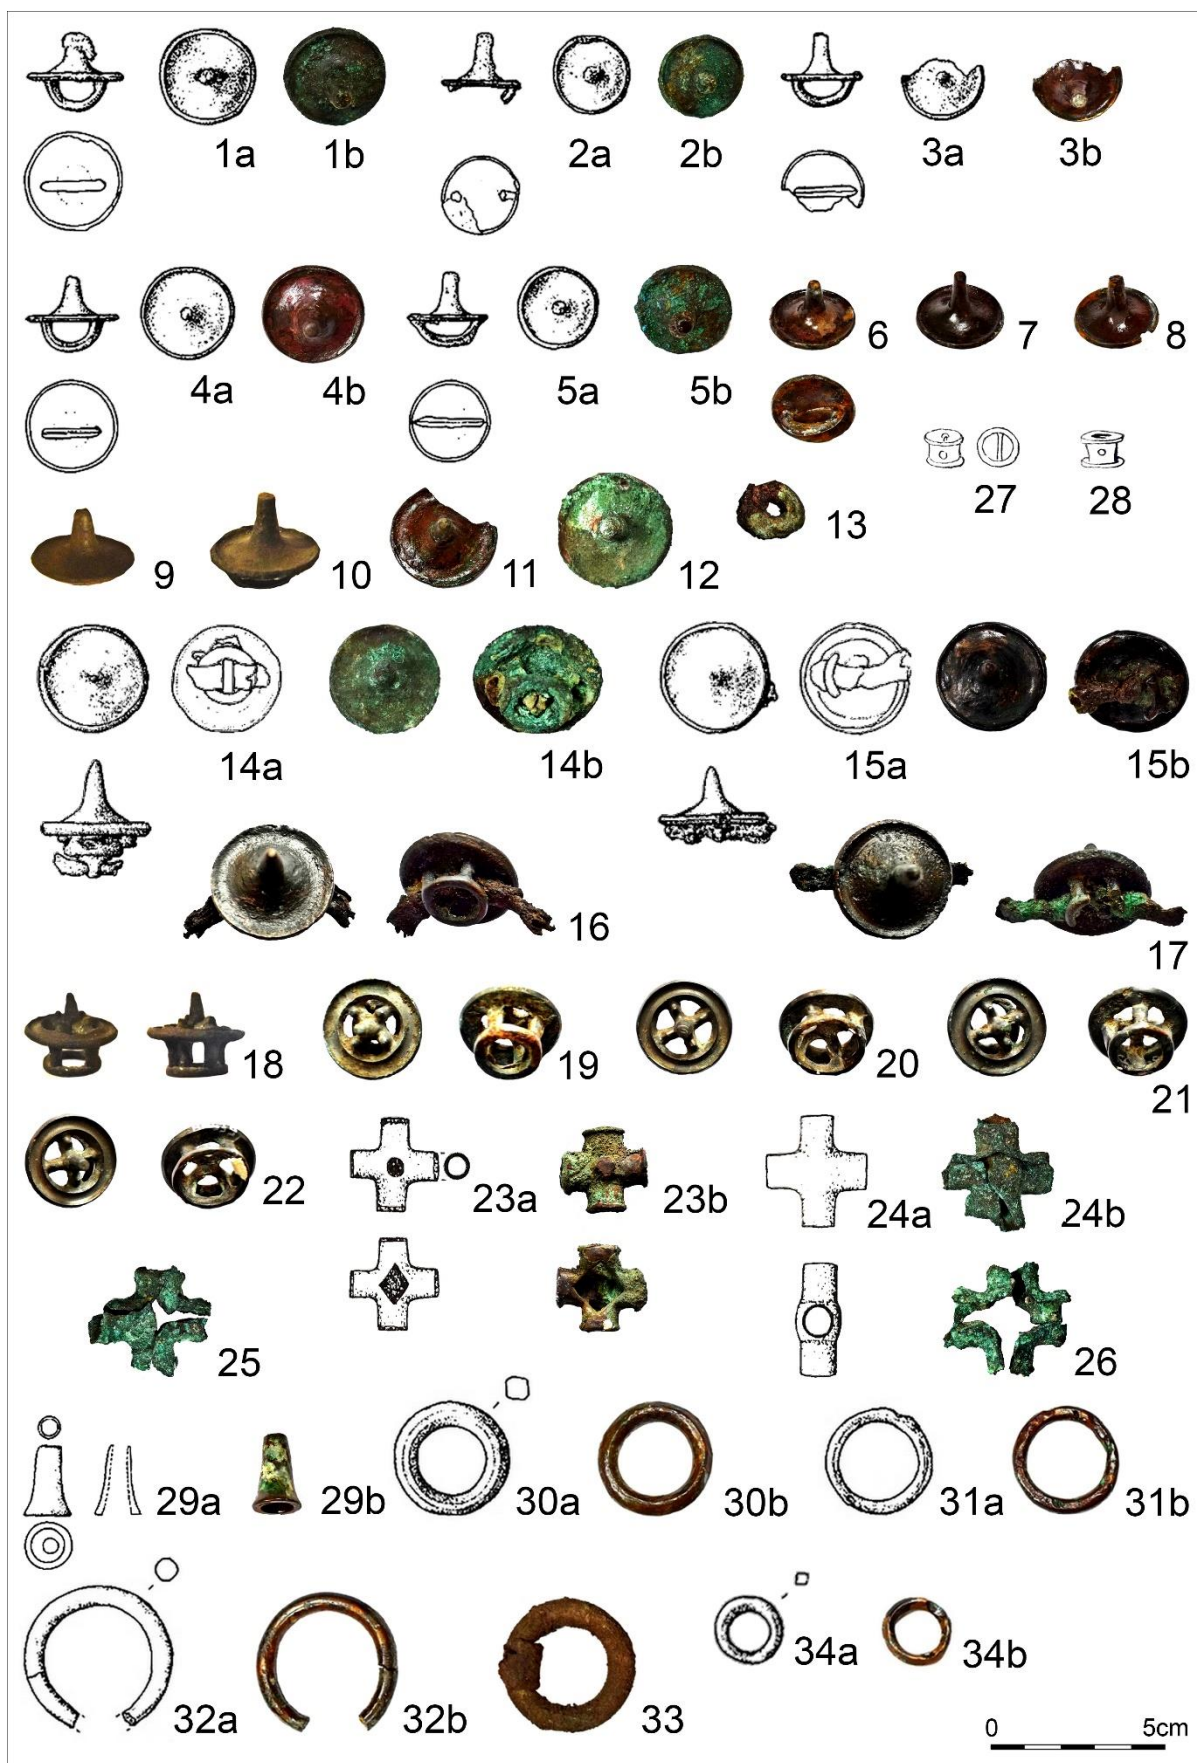 1a 1b 2a 2b 3a 3b
4a 4b 5a 5b 6 7 8
27 28
9 10 11 12 13
14a 14b 15a 15b
16 17
18 19 20 21
22 23a 23b 24a 24b
25 26
29a 29b 30a 30b 31a 31b
32a 32b 33 34a 34b
0 5cm